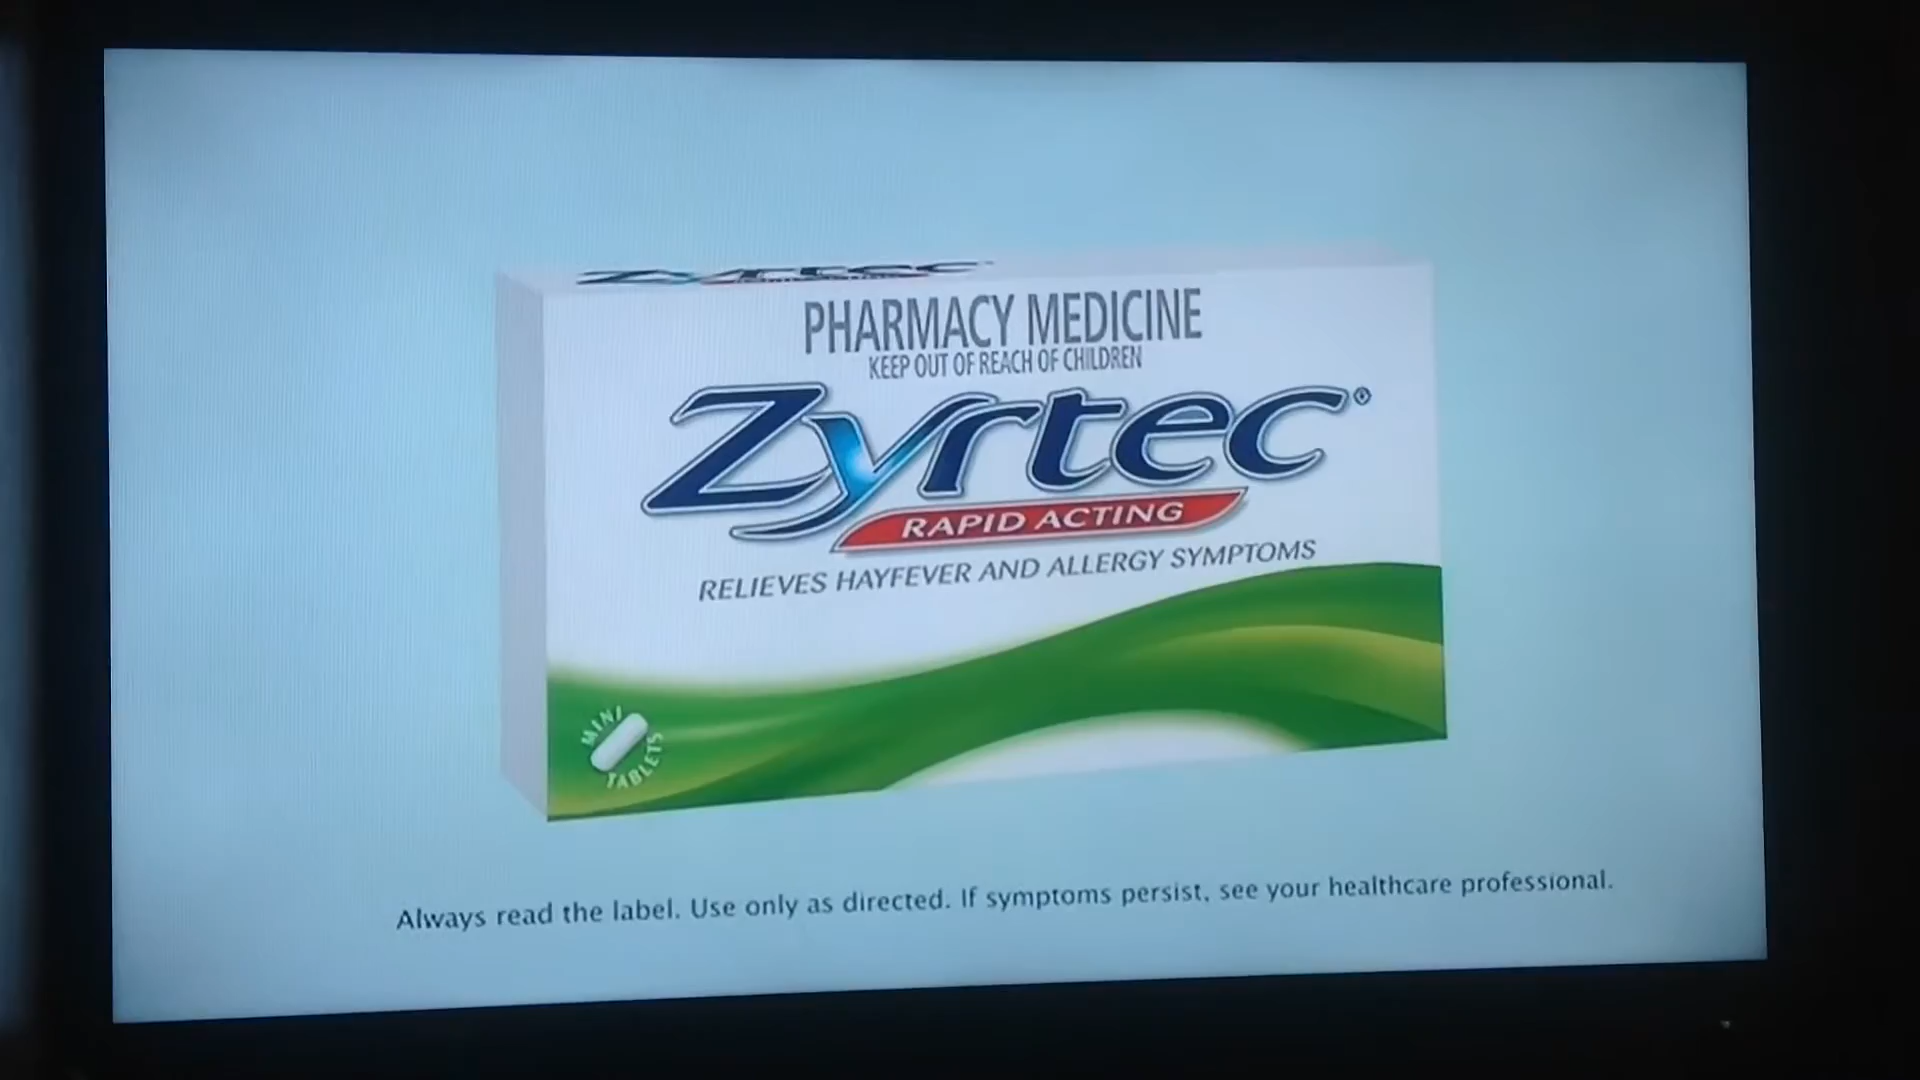 Zyrtec
PHARMACY MEDICINE
KEEP OUT OF REACH OF CHILDREN
Zyrtec®
RAPID ACTING
RELIEVES HAYFEVER AND ALLERGY SYMPTOMS
MINI
TABLETS
Always read the label. Use only as directed. If symptoms persist, see your healthcare professional.